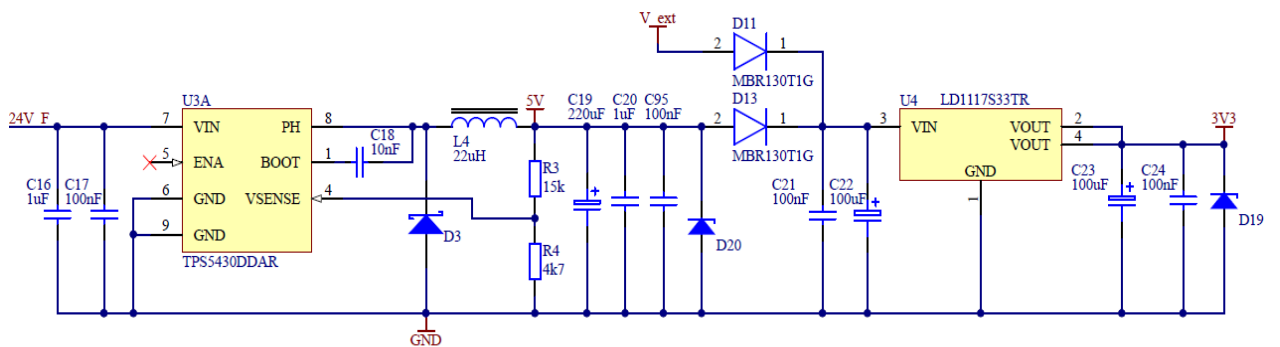 V_ext
D11
2
1
MBR130T1G
24V_F
U3A
7
VIN
PH
8
5
ENA
BOOT
1
6
GND
VSENSE
4
9
GND
TPS5430DDAR
C16
1uF
C17
100nF
C18
10nF
L4
22uH
5V
D3
R3
15k
R4
4k7
GND
C19
220uF
C20
1uF
C95
100nF
D20
D13
2
1
MBR130T1G
C21
100nF
C22
100uF
U4
LD1117S33TR
3
VIN
VOUT
2
VOUT
4
GND
1
C23
100uF
C24
100nF
3V3
D19